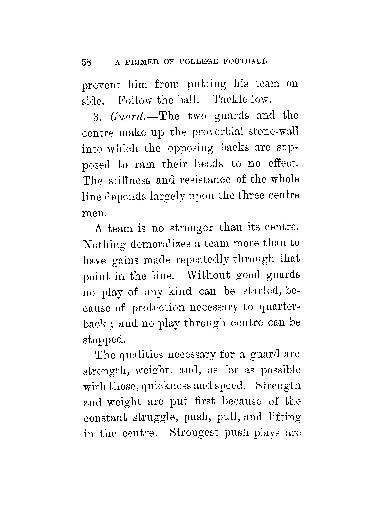 58 A PRIMER OF COLLEGE FOOTBALL
prevent him from putting his team on
side. Follow the ball. Tackle low.
3. Guard.—The two guards and the
centre make up the proverbial stone-wall
into which the opposing backs are sup-
posed to ram their heads to no effect.
The stiffness and resistance of the whole
line depends largely upon the three centre
men.
A team is no stronger than its centre.
Nothing demoralizes a team more than to
have gains made repeatedly through that
point in the line. Without good guards
no play of any kind can be started, be-
cause of protection necessary to quarter-
back; and no play through centre can be
stopped.
The qualities necessary for a guard are
strength, weight, and, as far as possible
with those, quickness and speed. Strength
and weight are put first because of the
constant struggle, push, pull, and lifting
in the centre. Strongest push plays are